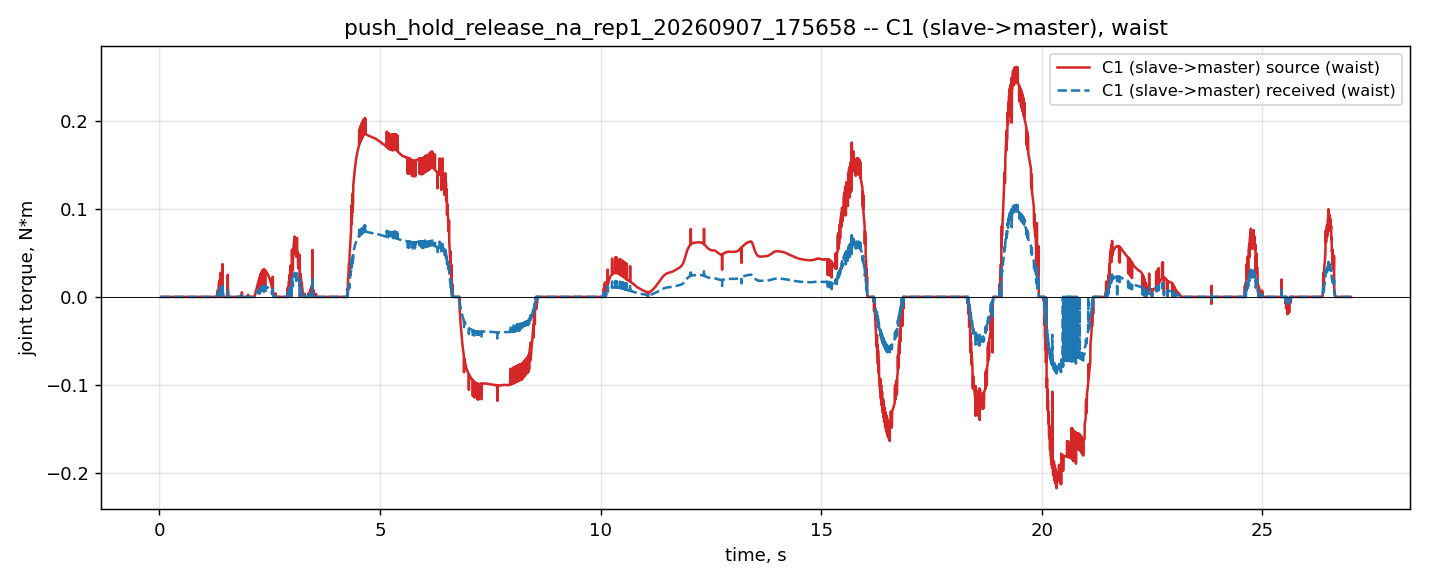 push_hold_release_na_rep1_20260907_175658 -- C1 (slave->master), waist
C1 (slave->master) source (waist)
C1 (slave->master) received (waist)
joint torque, N*m
0.2
0.1
0.0
−0.1
−0.2
0 5 10 15 20 25
time, s